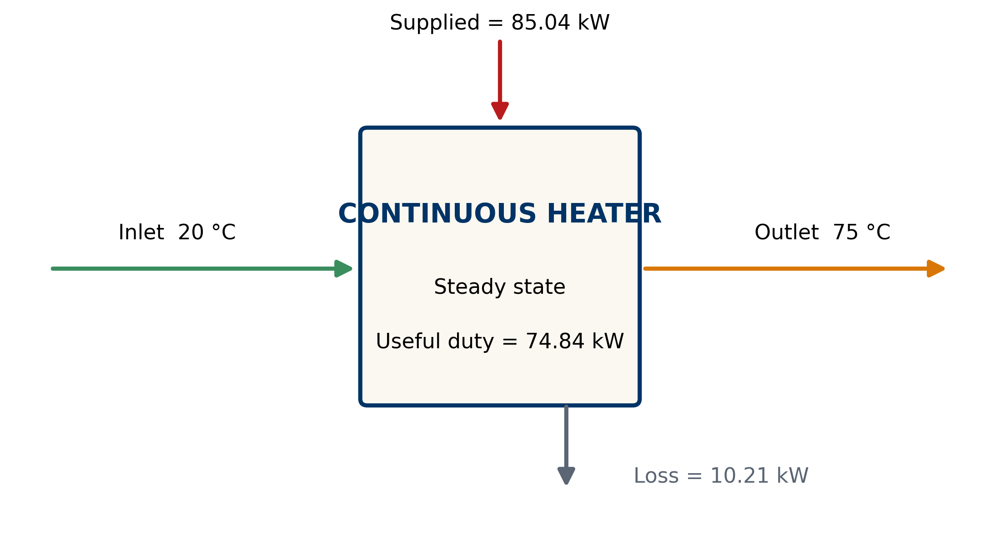 Supplied = 85.04 kW
CONTINUOUS HEATER
Inlet  20 °C
Outlet  75 °C
Steady state
Useful duty = 74.84 kW
Loss = 10.21 kW